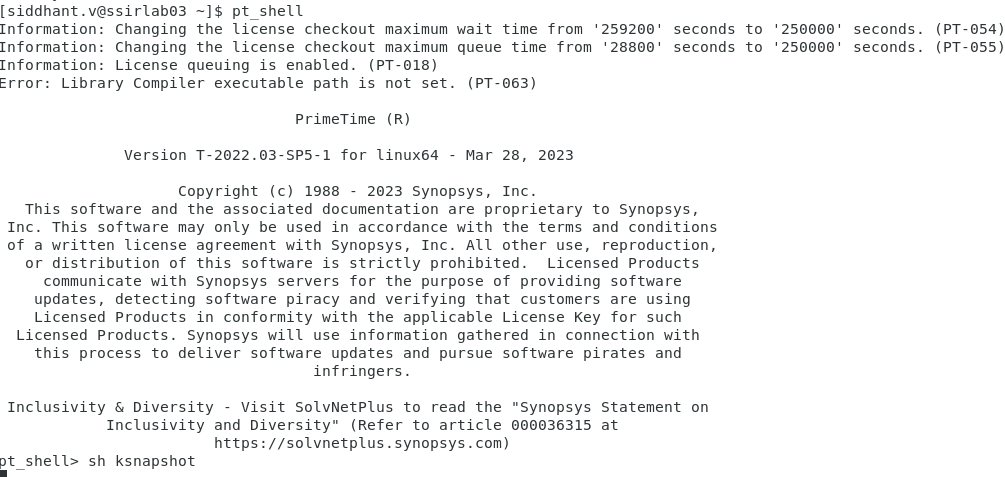 [siddhant.v@ssirlab03 ~]$ pt_shell
Information: Changing the license checkout maximum wait time from '259200' seconds to '250000' seconds. (PT-054)
Information: Changing the license checkout maximum queue time from '28800' seconds to '250000' seconds. (PT-055)
Information: License queuing is enabled. (PT-018)
Error: Library Compiler executable path is not set. (PT-063)
PrimeTime (R)
Version T-2022.03-SP5-1 for linux64 - Mar 28, 2023
Copyright (c) 1988 - 2023 Synopsys, Inc.
This software and the associated documentation are proprietary to Synopsys,
Inc. This software may only be used in accordance with the terms and conditions
of a written license agreement with Synopsys, Inc. All other use, reproduction,
or distribution of this software is strictly prohibited.  Licensed Products
communicate with Synopsys servers for the purpose of providing software
updates, detecting software piracy and verifying that customers are using
Licensed Products in conformity with the applicable License Key for such
Licensed Products. Synopsys will use information gathered in connection with
this process to deliver software updates and pursue software pirates and
infringers.
Inclusivity & Diversity - Visit SolvNetPlus to read the "Synopsys Statement on
Inclusivity and Diversity" (Refer to article 000036315 at
https://solvnetplus.synopsys.com)
pt_shell> sh ksnapshot